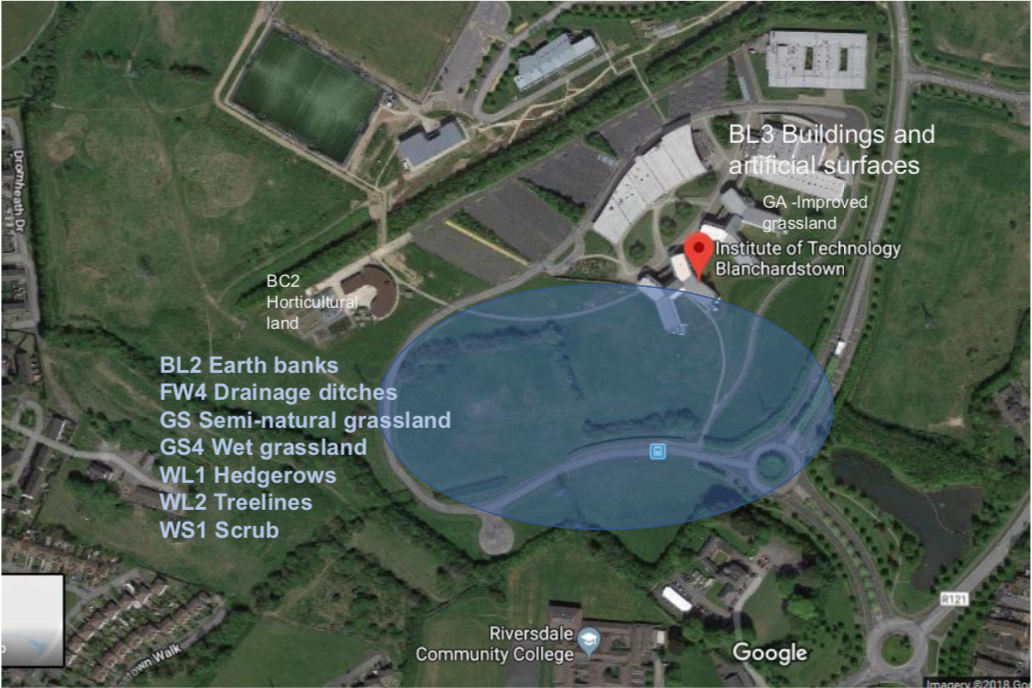 BL3 Buildings and
artificial surfaces
GA -Improved
grassland
Institute of Technology
Blanchardstown
Dromheath Dr
BC2
Horticultural
land
BL2 Earth banks
FW4 Drainage ditches
GS Semi-natural grassland
GS4 Wet grassland
WL1 Hedgerows
WL2 Treelines
WS1 Scrub
R121
Riversdale
Community College
Google
town Walk
Imagery ©2018 Go